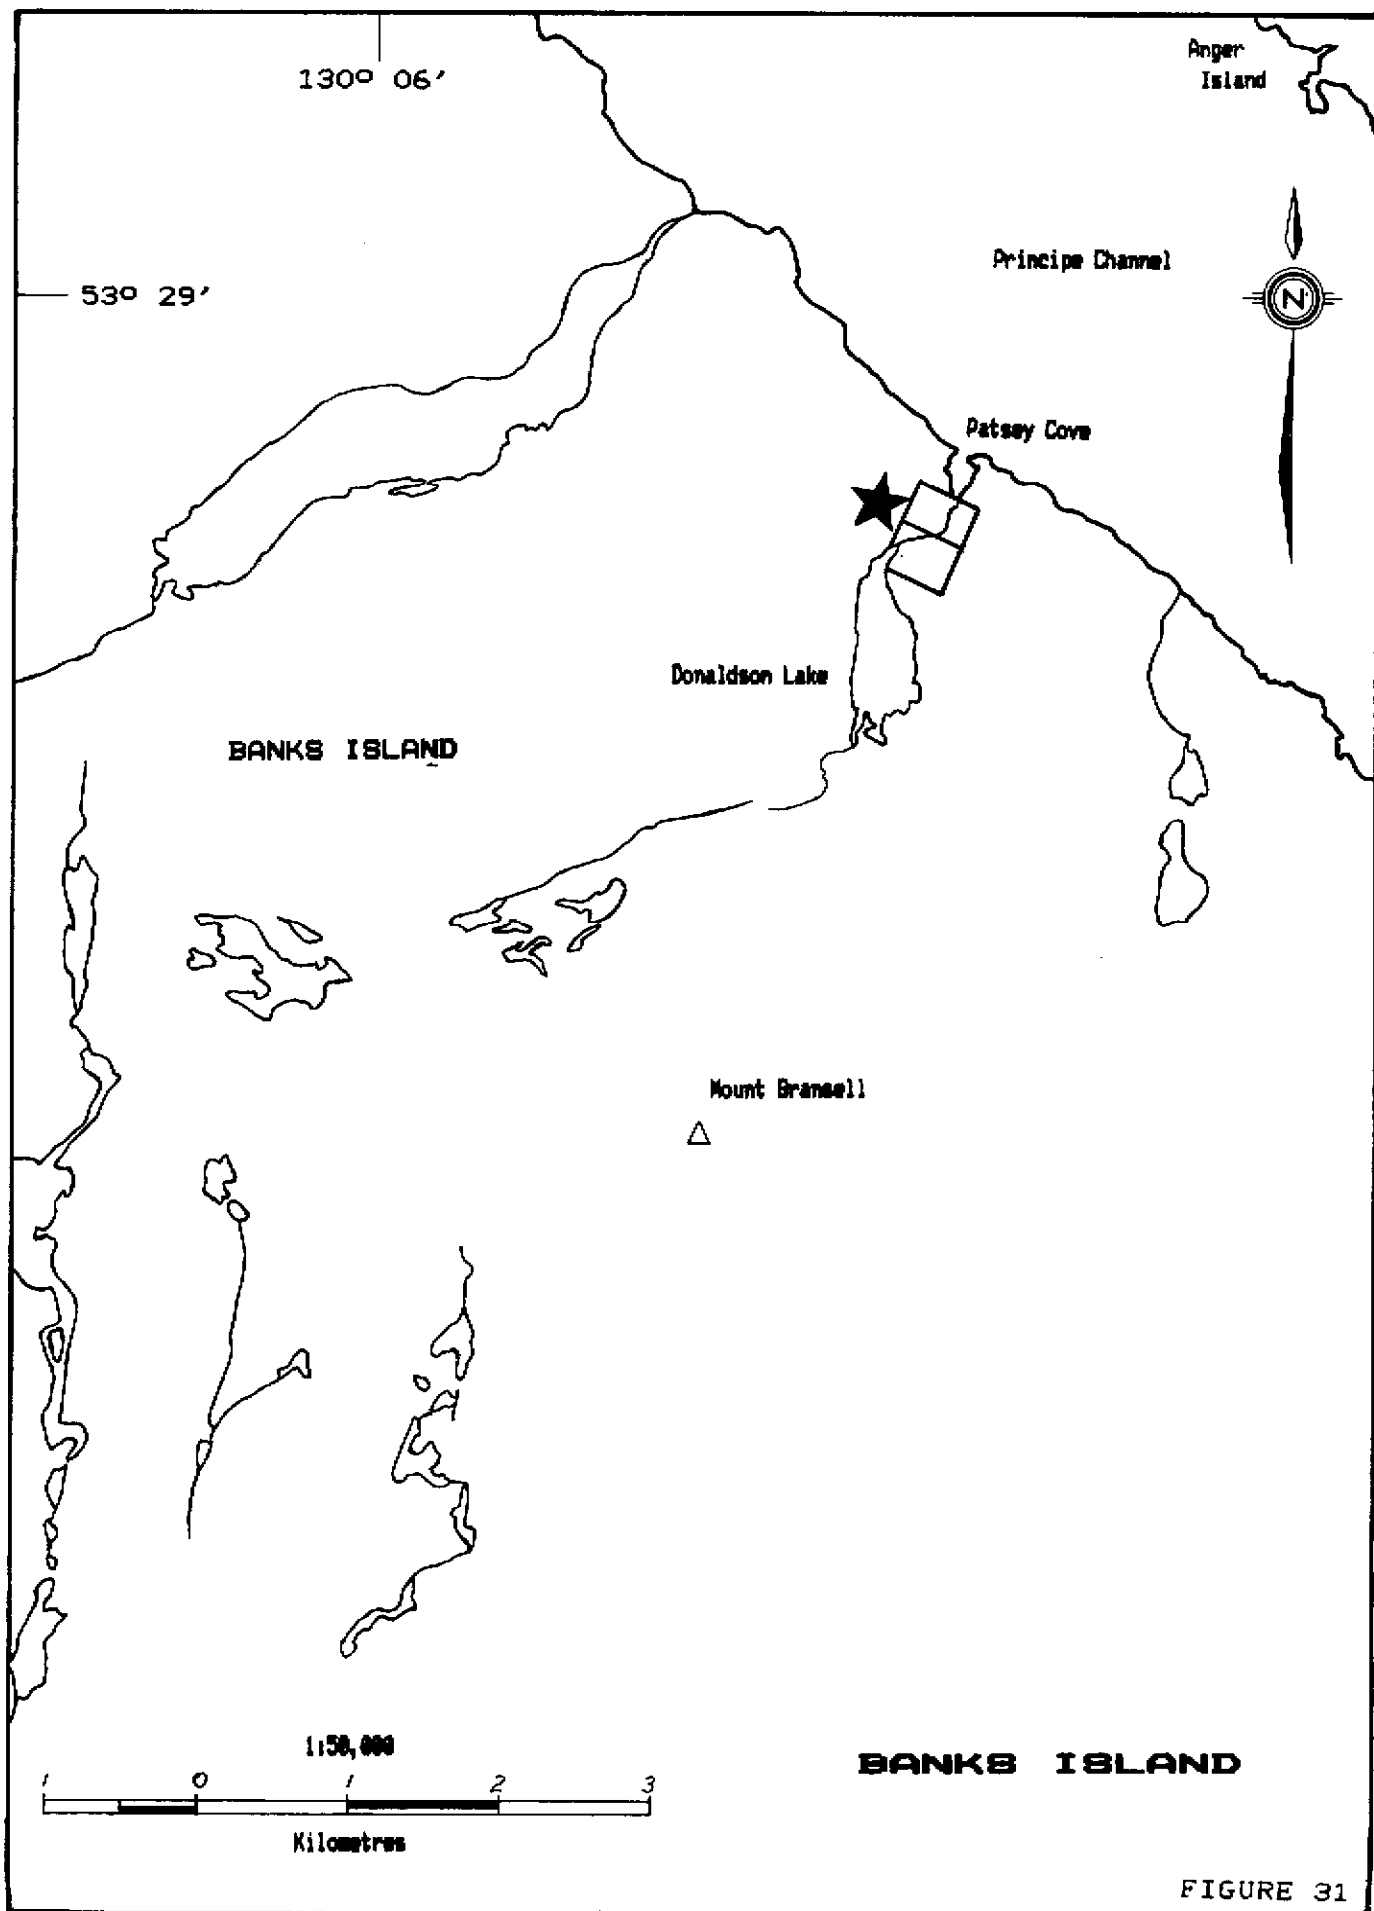 130° 06'
Anger
Island
53° 29'
Principe Channel
N
Patsey Cove
Donaldson Lake
BANKS ISLAND
Mount Gransell
1:50,000
1 0 1 2 3
Kilometres
BANKS ISLAND
FIGURE 31